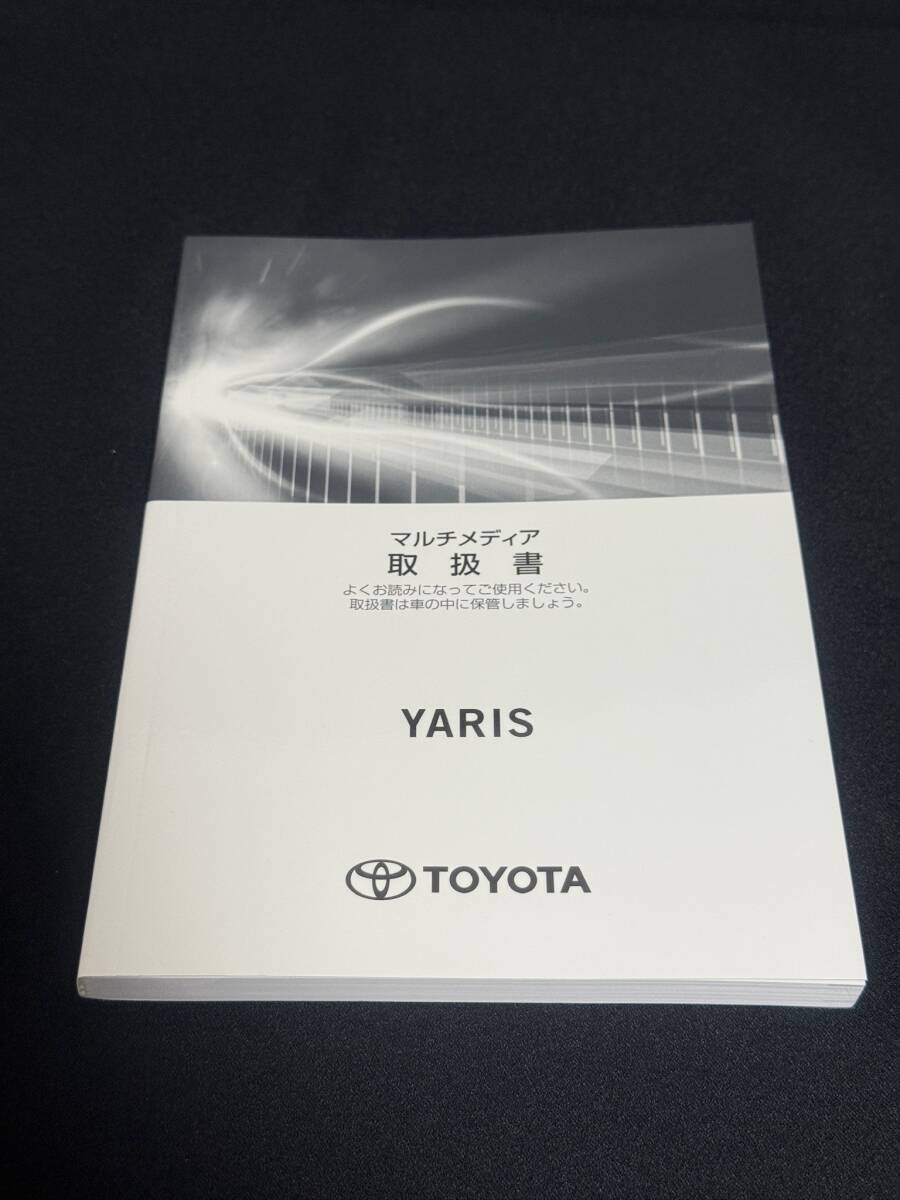 マルチメディア
取扱書
よくお読みになってご使用ください。
取扱書は車の中に保管しましょう。
YARIS
TOYOTA